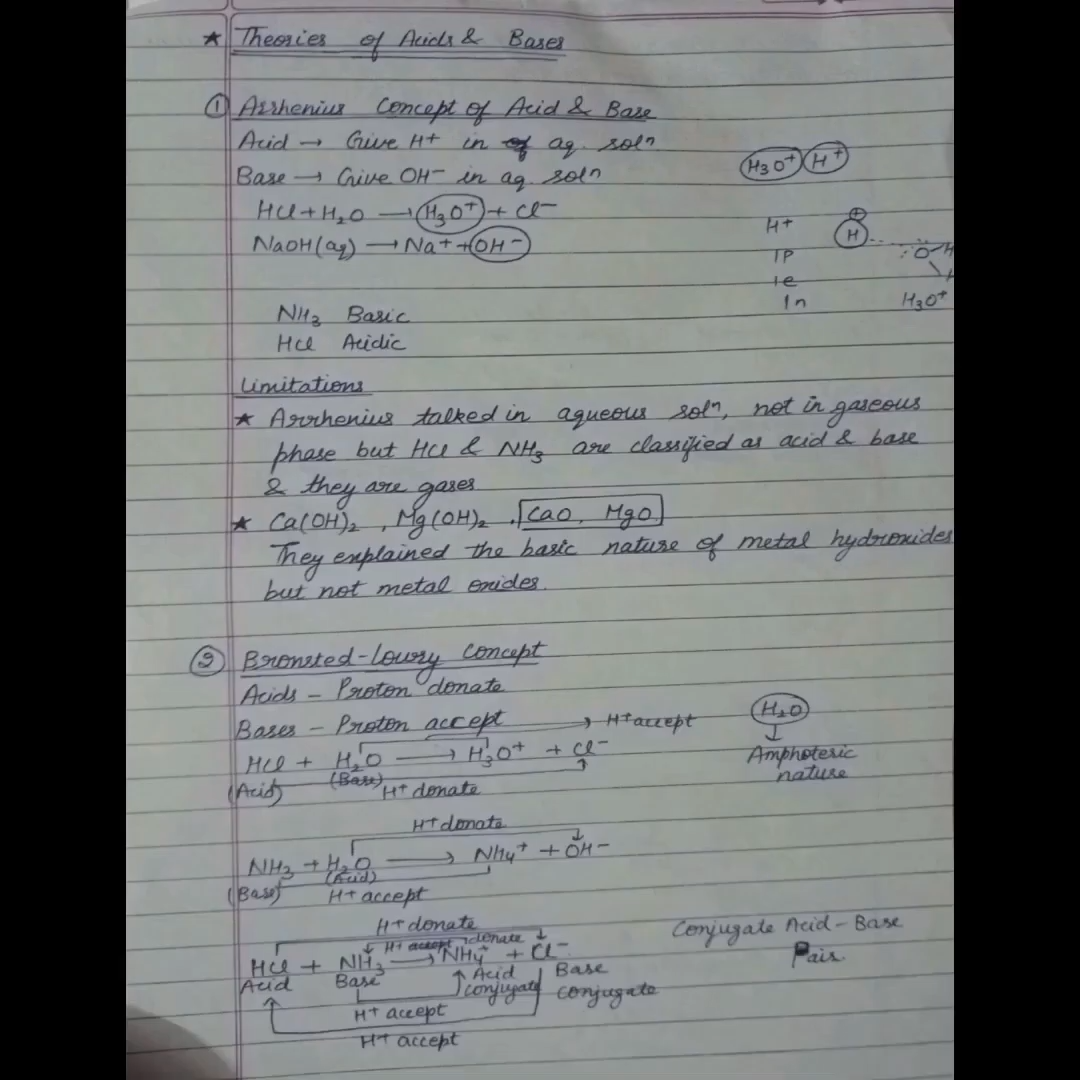 ★ Theories of Acids & Bases
① Arrhenius Concept of Acid & Base
Acid → Give H+ in aq. solⁿ
Base → Give OH- in aq solⁿ
H3O+ H+
HCl + H2O → H3O+ + Cl-
NaOH(aq) → Na+ + OH-
H+
1P
1e
1n
⊕
H
:O-H
H
H3O+
NH3 Basic
HCl Acidic
Limitations
★ Arrhenius talked in aqueous solⁿ, not in gaseous
phase but HCl & NH3 are classified as acid & base
& they are gases
★ Ca(OH)2, Mg(OH)2, CaO, MgO
They explained the basic nature of metal hydroxides
but not metal oxides.
② Bronsted-Lowry Concept
Acids - Proton donate
Bases - Proton accept
→ H+ accept
H2O
↓
Amphoteric
nature
HCl + H2O → H3O+ + Cl-
(Acid) (Base) H+ donate
H+ donate
NH3 + H2O → NH4+ + OH-
(Base) (Acid) H+ accept
H+ donate
H+ accept donate
HCl + NH3 → NH4+ + Cl-
Acid Base Acid conjugate Base conjugate
H+ accept
H+ accept
Conjugate Acid-Base
Pair